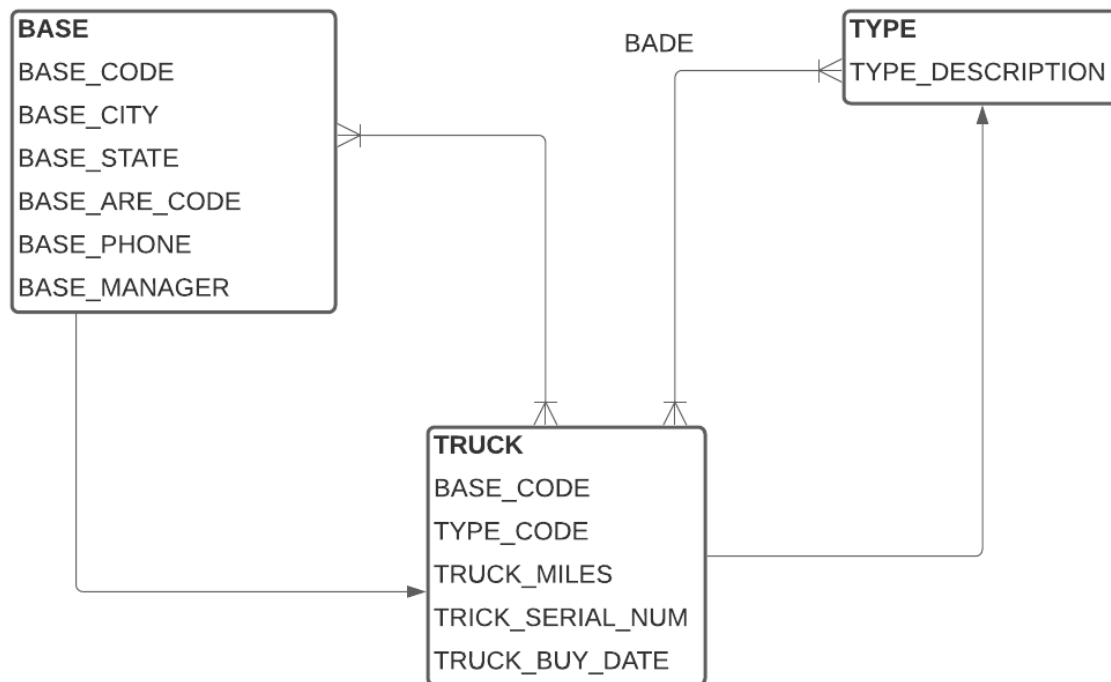 BASE
BASE_CODE
BASE_CITY
BASE_STATE
BASE_ARE_CODE
BASE_PHONE
BASE_MANAGER
BADE
TYPE
TYPE_DESCRIPTION
TRUCK
BASE_CODE
TYPE_CODE
TRUCK_MILES
TRICK_SERIAL_NUM
TRUCK_BUY_DATE